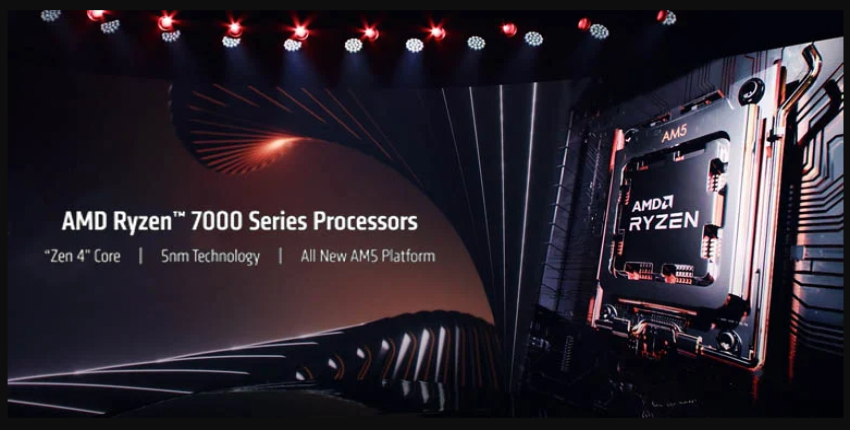 AMD Ryzen™ 7000 Series Processors
“Zen 4” Core | 5nm Technology | All New AM5 Platform
AM5
AMD
RYZEN